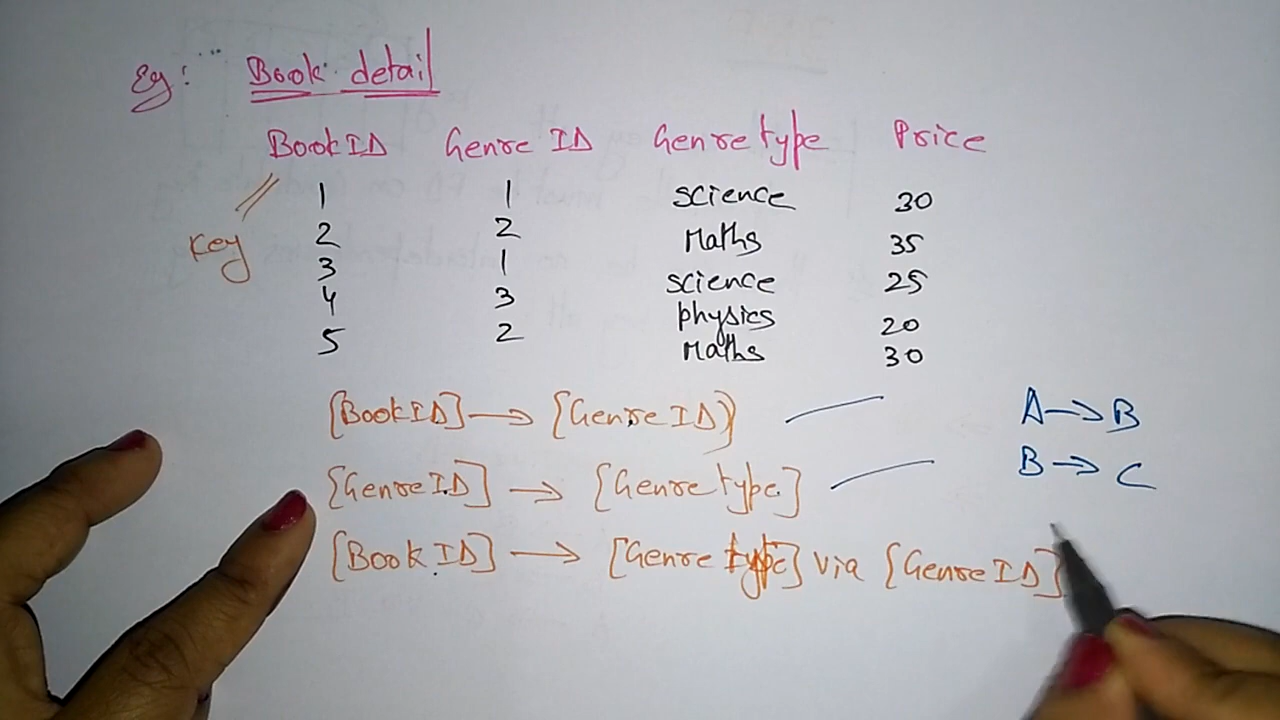 Eg: Book detail
BookID Genre ID Genre type Price
1 1 science 30
Key 2 2 Maths 35
3 1 science 25
4 3 physics 20
5 2 Maths 30
[BookID] → [Genre ID) A → B
[Genre ID] → [Genre type] B → C
[Book ID] → [Genre type] via [Genre ID]